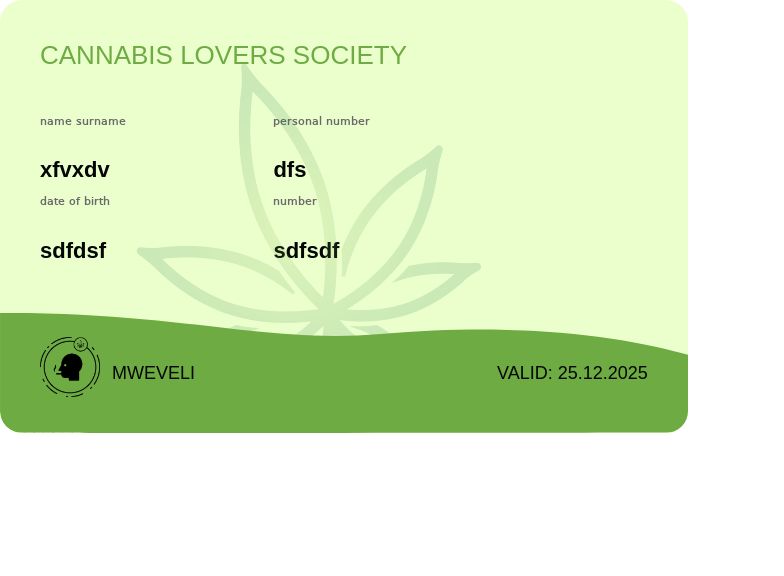 CANNABIS LOVERS SOCIETY
name surname personal number
xfvxdv dfs
date of birth number
sdfdsf sdfsdf
MWEVELI VALID: 25.12.2025